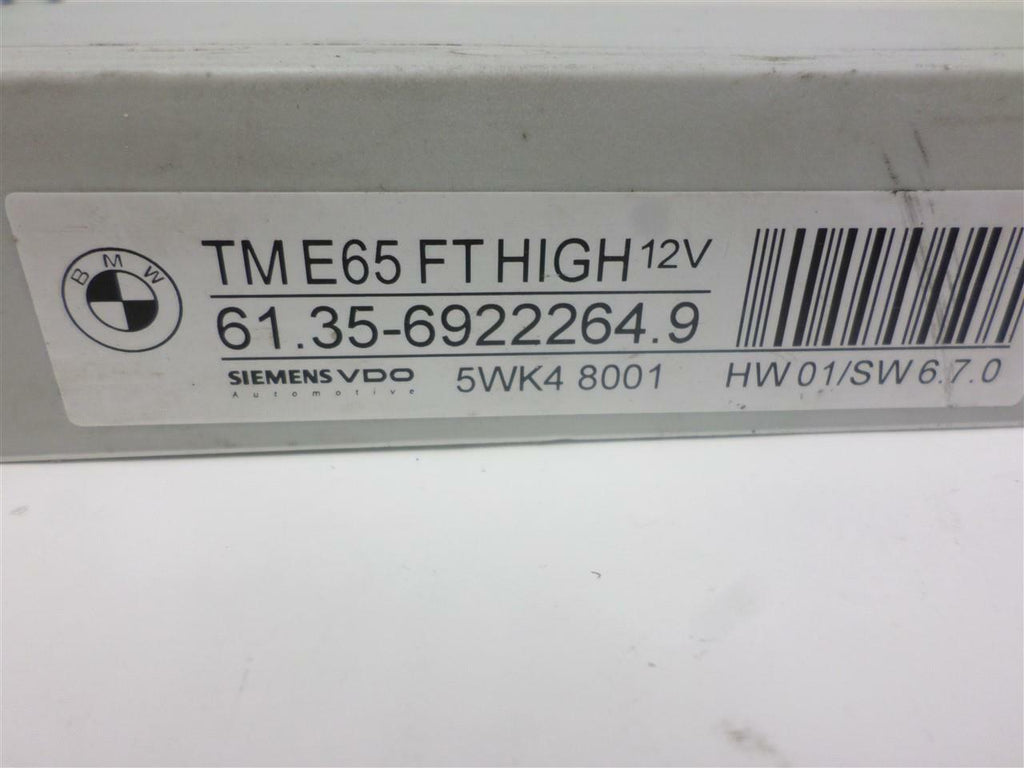 BMW
TM E65 FT HIGH 12V
61.35-6922264.9
SIEMENS VDO 5WK4 8001 HW 01/SW 6.7.0
Automotive